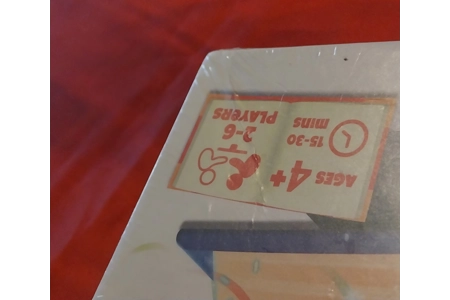 AGES
4+
15-30
MINS
2-6
PLAYERS